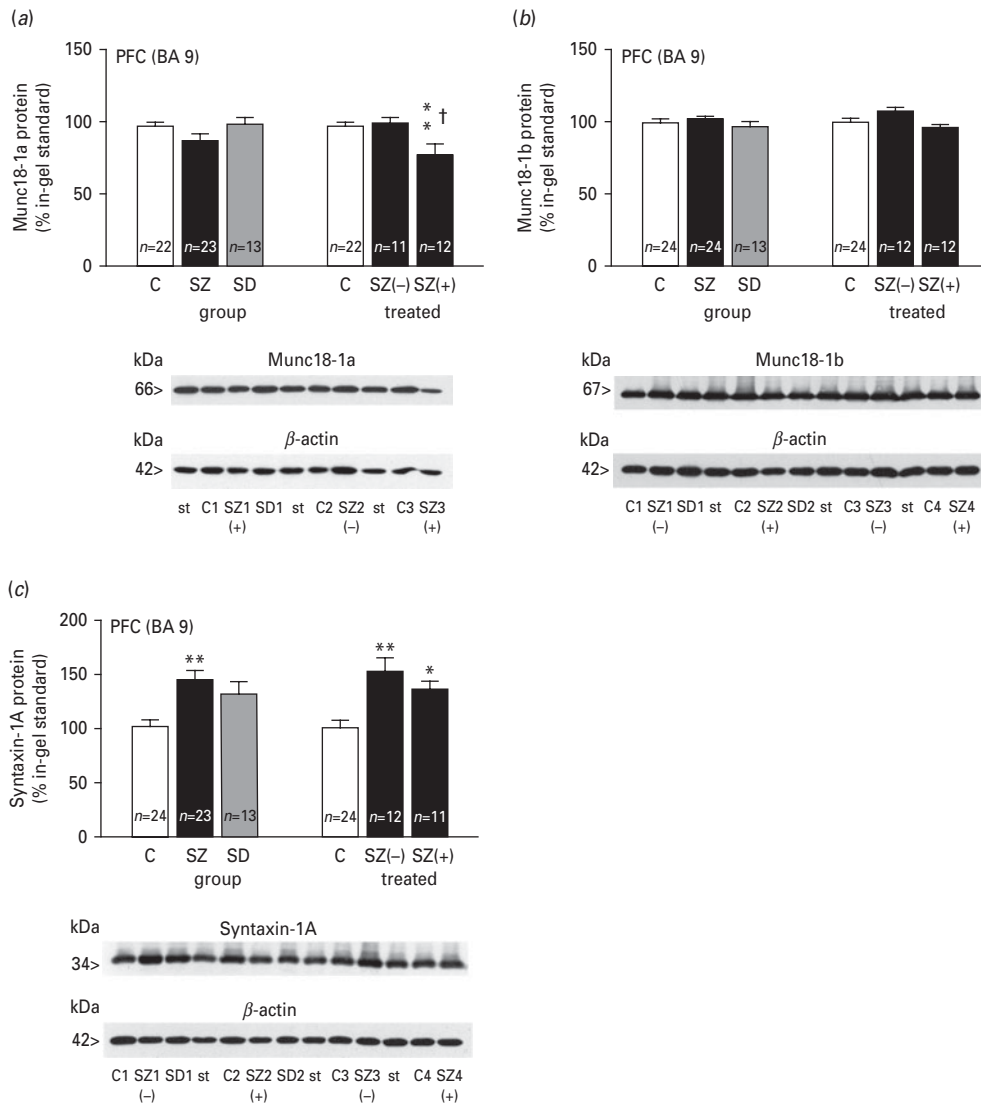 (a)
Munc18-1a protein
(% in-gel standard)
150
100
50
0
PFC (BA 9)
* * †
n=22 n=23 n=13 n=22 n=11 n=12
C SZ SD C SZ(–) SZ(+)
group treated
kDa Munc18-1a
66>
kDa β-actin
42>
st C1 SZ1 SD1 st C2 SZ2 st C3 SZ3
(+) (–) (+)
(b)
Munc18-1b protein
(% in-gel standard)
150
100
50
0
PFC (BA 9)
n=24 n=24 n=13 n=24 n=12 n=12
C SZ SD C SZ(–) SZ(+)
group treated
kDa Munc18-1b
67>
kDa β-actin
42>
C1 SZ1 SD1 st C2 SZ2 SD2 st C3 SZ3 st C4 SZ4
(–) (+) (–) (+)
(c)
Syntaxin-1A protein
(% in-gel standard)
200
150
100
50
0
PFC (BA 9)
** ** *
n=24 n=23 n=13 n=24 n=12 n=11
C SZ SD C SZ(–) SZ(+)
group treated
kDa Syntaxin-1A
34>
kDa β-actin
42>
C1 SZ1 SD1 st C2 SZ2 SD2 st C3 SZ3 st C4 SZ4
(–) (+) (–) (+)